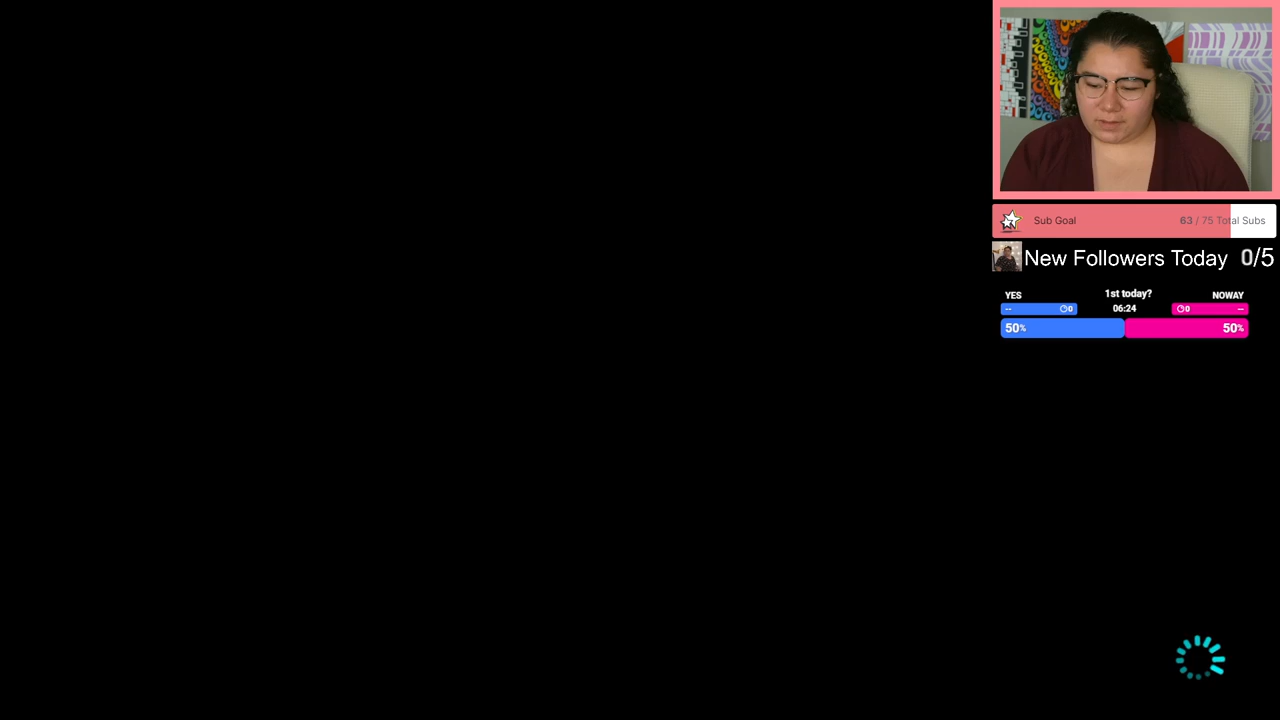 Sub Goal 63 / 75 Total Subs
New Followers Today 0/5
YES 1st today? NOWAY
-- 0 06:24 0 --
50% 50%